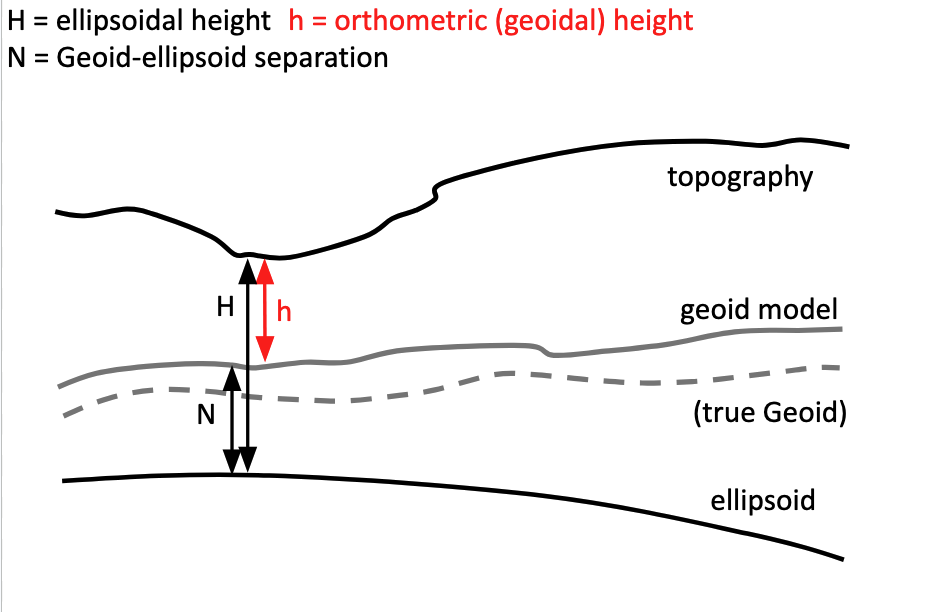 H = ellipsoidal height h = orthometric (geoidal) height
N = Geoid-ellipsoid separation
topography
H
h
geoid model
N
(true Geoid)
ellipsoid